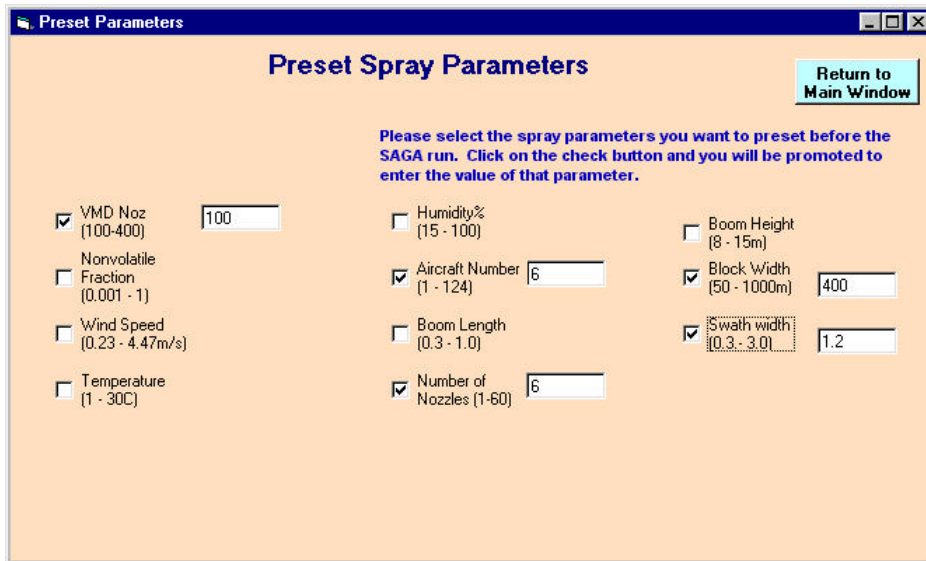 Preset Parameters
Preset Spray Parameters
Return to
Main Window
Please select the spray parameters you want to preset before the
SAGA run. Click on the check button and you will be promoted to
enter the value of that parameter.
VMD Noz
(100-400)
100
Nonvolatile
Fraction
(0.001 - 1)
Wind Speed
(0.23 - 4.47m/s)
Temperature
(1 - 30C)
Humidity%
(15 - 100)
Aircraft Number
(1 - 124)
6
Boom Length
(0.3 - 1.0)
Number of
Nozzles (1-60)
6
Boom Height
(8 - 15m)
Block Width
(50 - 1000m)
400
Swath width
(0.3 - 3.0)
1.2